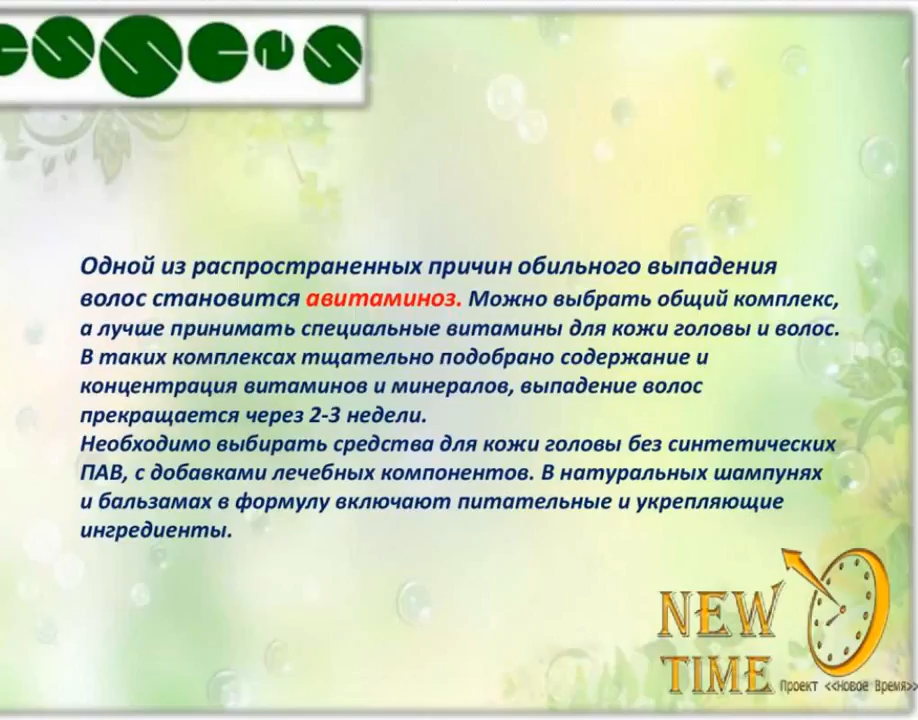 Одной из распространенных причин обильного выпадения
волос становится авитаминоз. Можно выбрать общий комплекс,
а лучше принимать специальные витамины для кожи головы и волос.
В таких комплексах тщательно подобрано содержание и
концентрация витаминов и минералов, выпадение волос
прекращается через 2-3 недели.
Необходимо выбирать средства для кожи головы без синтетических
ПАВ, с добавками лечебных компонентов. В натуральных шампунях
и бальзамах в формулу включают питательные и укрепляющие
ингредиенты.
NEW
TIME
Проект <<Новое Время>>